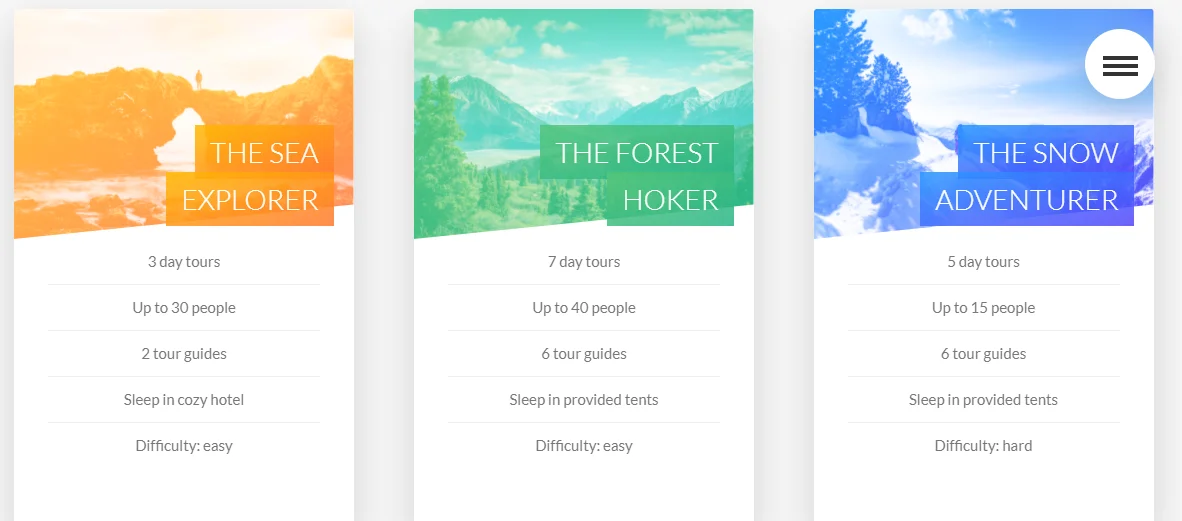 THE SEA
EXPLORER
3 day tours
Up to 30 people
2 tour guides
Sleep in cozy hotel
Difficulty: easy
THE FOREST
HOKER
7 day tours
Up to 40 people
6 tour guides
Sleep in provided tents
Difficulty: easy
THE SNOW
ADVENTURER
5 day tours
Up to 15 people
6 tour guides
Sleep in provided tents
Difficulty: hard